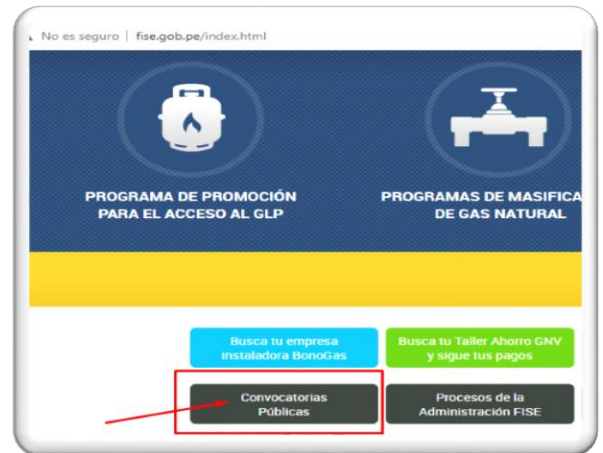 No es seguro | fise.gob.pe/index.html
PROGRAMA DE PROMOCIÓN
PARA EL ACCESO AL GLP
PROGRAMAS DE MASIFICA
DE GAS NATURAL
Busca tu empresa
instaladora BonoGas
Busca tu Taller Ahorro GNV
y sigue tus pagos
Convocatorias
Públicas
Procesos de la
Administración FISE